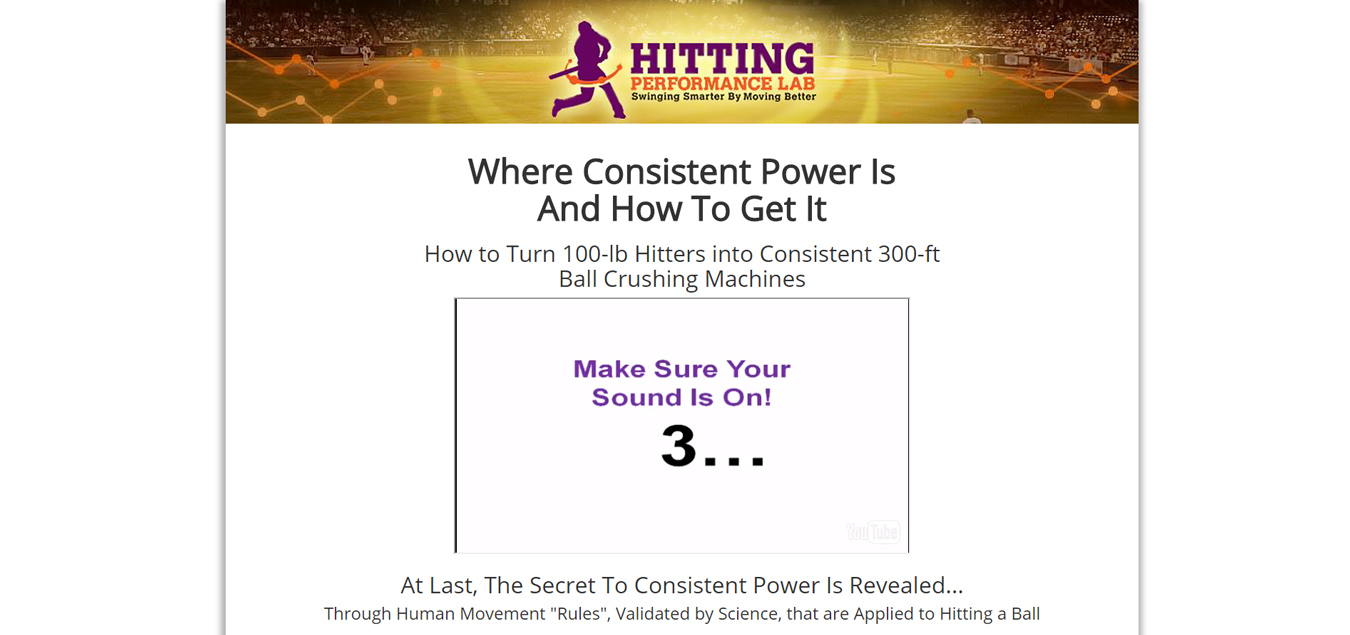 HITTING
PERFORMANCE LAB
Swinging Smarter By Moving Better
Where Consistent Power Is
And How To Get It
How to Turn 100-lb Hitters into Consistent 300-ft
Ball Crushing Machines
Make Sure Your
Sound Is On!
3...
YouTube
At Last, The Secret To Consistent Power Is Revealed...
Through Human Movement "Rules", Validated by Science, that are Applied to Hitting a Ball